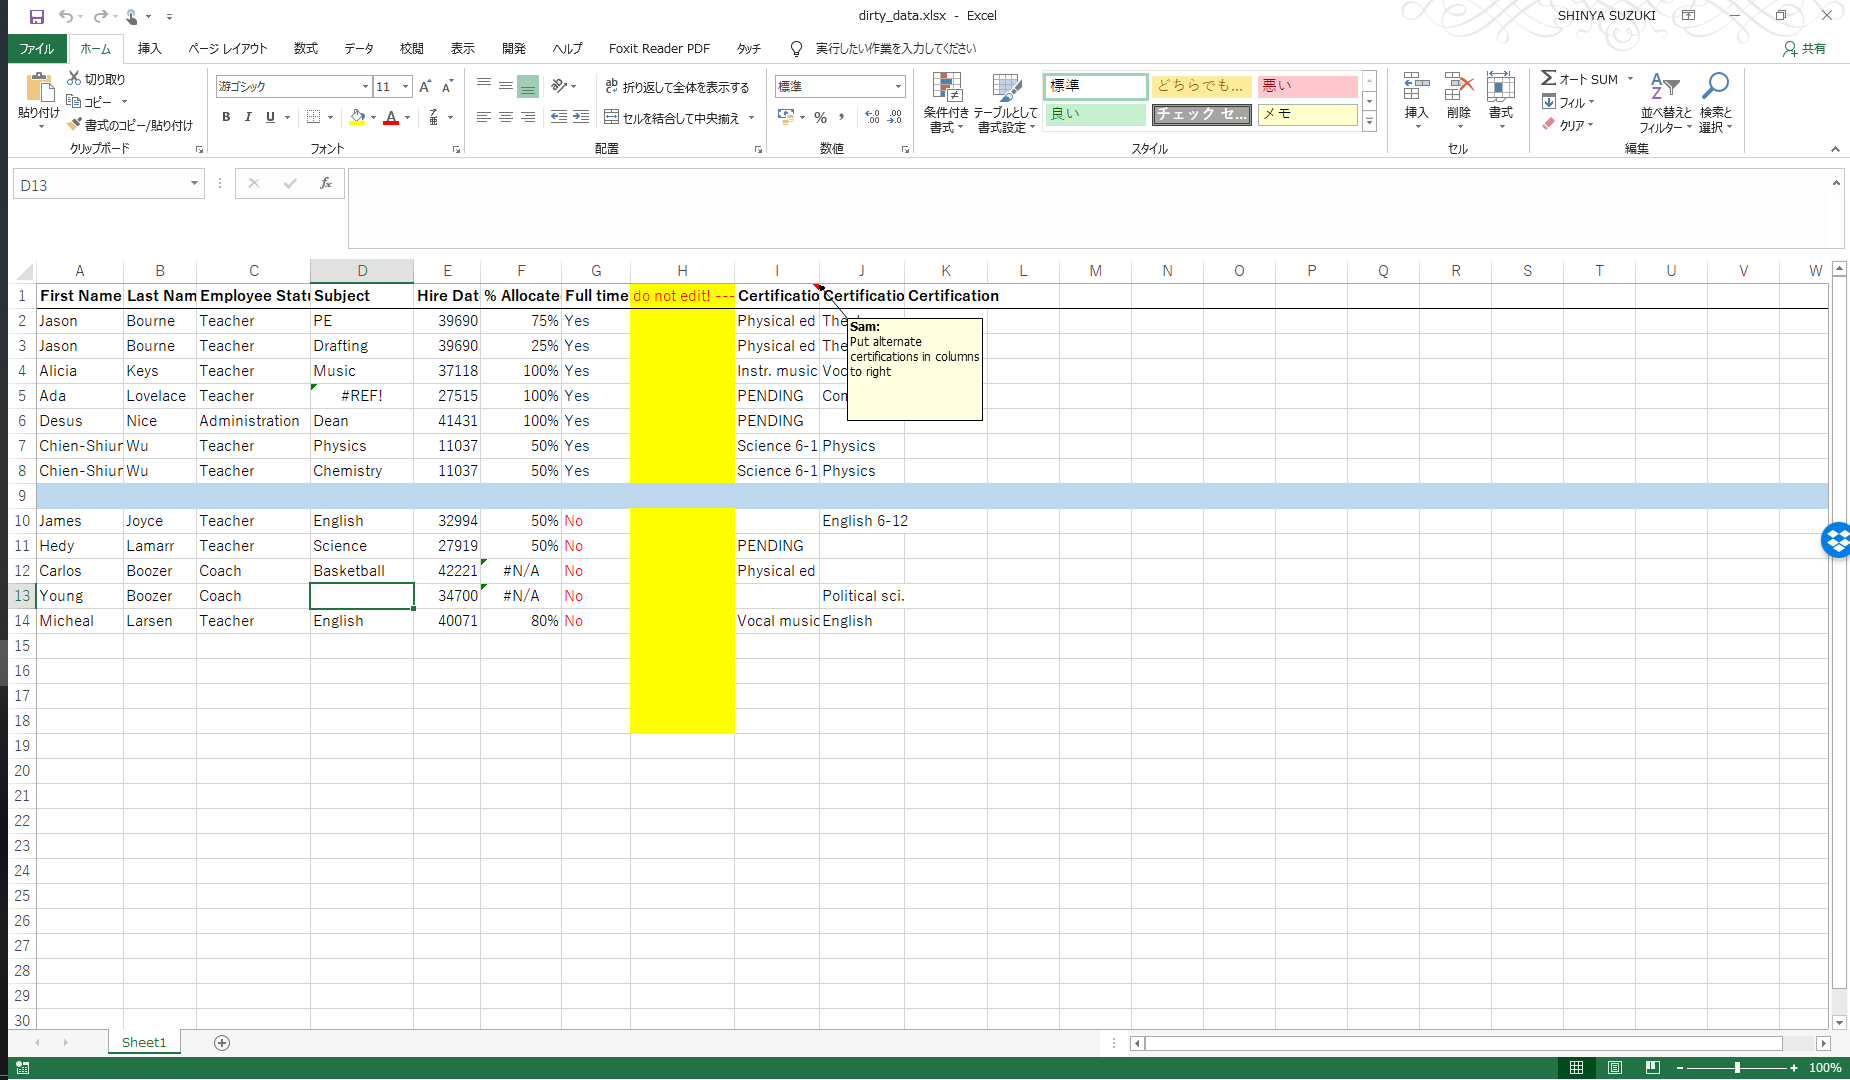 dirty_data.xlsx - Excel
SHINYA SUZUKI
ファイル ホーム 挿入 ページ レイアウト 数式 データ 校閲 表示 開発 ヘルプ Foxit Reader PDF タッチ 実行したい作業を入力してください 共有
貼り付け
切り取り
コピー
書式のコピー/貼り付け
クリップボード
游ゴシック 11
B I U
フォント
折り返して全体を表示する
セルを結合して中央揃え
配置
標準
%
数値
条件付き書式
テーブルとして書式設定
標準 どちらでも... 悪い
良い チェック セ... メモ
スタイル
挿入 削除 書式
セル
オート SUM
フィル
クリア
並べ替えとフィルター
検索と選択
編集
D13
fx
A B C D E F G H I J K L M N O P Q R S T U V W
1 First Name Last Nam Employee Statu Subject Hire Dat % Allocate Full time do not edit! --- Certificatio Certificatio Certification
2 Jason Bourne Teacher PE 39690 75% Yes Physical ed The
3 Jason Bourne Teacher Drafting 39690 25% Yes Physical ed The
4 Alicia Keys Teacher Music 37118 100% Yes Instr. music Voc
5 Ada Lovelace Teacher #REF! 27515 100% Yes PENDING Con
6 Desus Nice Administration Dean 41431 100% Yes PENDING
7 Chien-Shiur Wu Teacher Physics 11037 50% Yes Science 6-1 Physics
8 Chien-Shiur Wu Teacher Chemistry 11037 50% Yes Science 6-1 Physics
9
10 James Joyce Teacher English 32994 50% No English 6-12
11 Hedy Lamarr Teacher Science 27919 50% No PENDING
12 Carlos Boozer Coach Basketball 42221 #N/A No Physical ed
13 Young Boozer Coach 34700 #N/A No Political sci.
14 Micheal Larsen Teacher English 40071 80% No Vocal music English
15
16
17
18
19
20
21
22
23
24
25
26
27
28
29
30
Sam:
Put alternate
certifications in columns
to right
Sheet1
100%